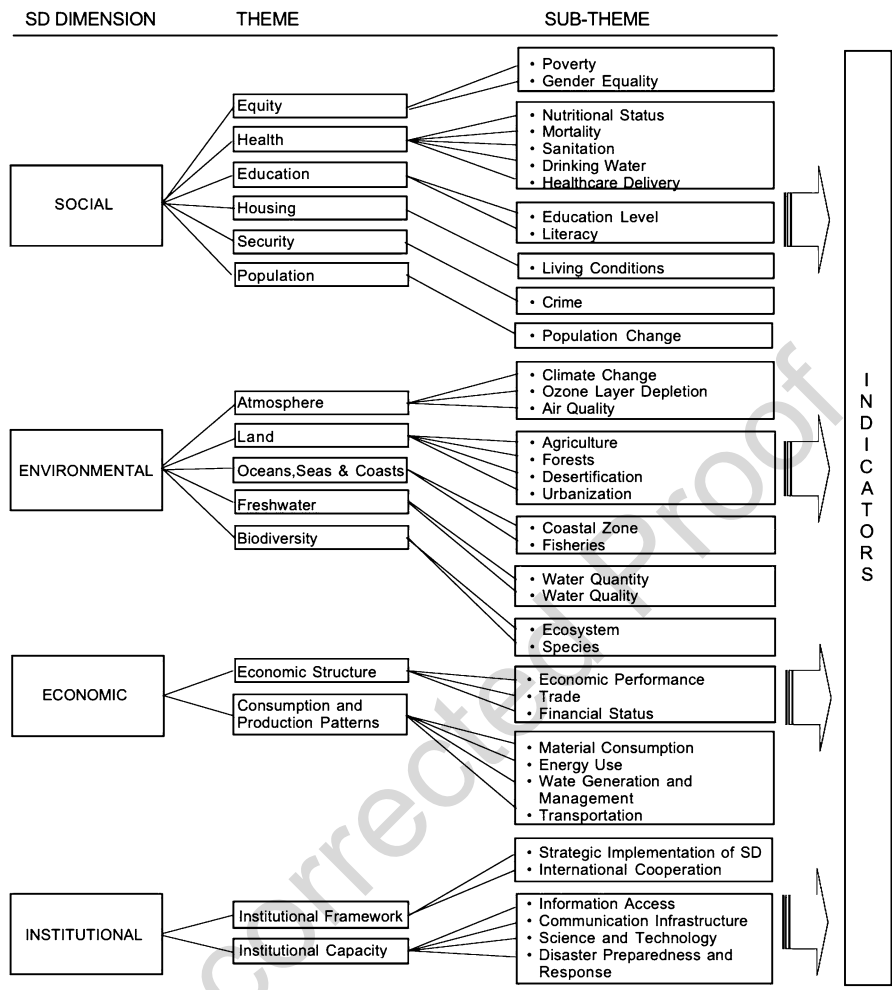 SD DIMENSION THEME SUB-THEME
SOCIAL
Equity
Health
Education
Housing
Security
Population
• Poverty
• Gender Equality
• Nutritional Status
• Mortality
• Sanitation
• Drinking Water
• Healthcare Delivery
• Education Level
• Literacy
• Living Conditions
• Crime
• Population Change
ENVIRONMENTAL
Atmosphere
Land
Oceans,Seas & Coasts
Freshwater
Biodiversity
• Climate Change
• Ozone Layer Depletion
• Air Quality
• Agriculture
• Forests
• Desertification
• Urbanization
• Coastal Zone
• Fisheries
• Water Quantity
• Water Quality
• Ecosystem
• Species
ECONOMIC
Economic Structure
Consumption and
Production Patterns
• Economic Performance
• Trade
• Financial Status
• Material Consumption
• Energy Use
• Wate Generation and
Management
• Transportation
INSTITUTIONAL
Institutional Framework
Institutional Capacity
• Strategic Implementation of SD
• International Cooperation
• Information Access
• Communication Infrastructure
• Science and Technology
• Disaster Preparedness and
Response
INDICATORS
corrected Proof